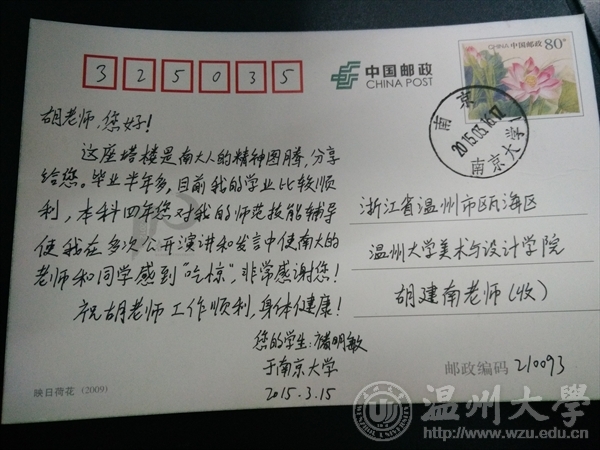 325035
中国邮政
CHINA POST
CHINA 中国邮政 80分
南京
2015.03.16.17
南京大学1
胡老师,您好!
这座塔楼是南大人的精神图腾,分享
给您。毕业半年多,目前我的学业比较顺
利,本科四年您对我的师范技能辅导
使我在多次公开演讲和发言中使南大的
老师和同学感到“吃惊”,非常感谢您!
祝胡老师工作顺利,身体健康!
您的学生:褚明敏
于南京大学
2015.3.15
浙江省温州市瓯海区
温州大学美术与设计学院
胡建南老师(收)
邮政编码 210093
映日荷花 (2009)
温州大学
http://www.wzu.edu.cn